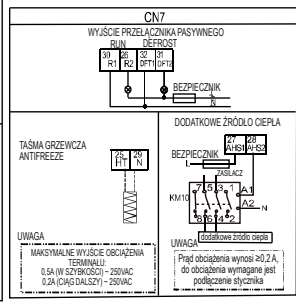 CN7
WYJŚCIE PRZEŁĄCZNIKA PASYWNEGO
RUN DEFROST
30 26 32 31
R1 R2 DFT1 DFT2
BEZPIECZNIK
L
N
TAŚMA GRZEWCZA
ANTIFREEZE
25 29
HT N
UWAGA
MAKSYMALNE WYJŚCIE OBCIĄŻENIA
TERMINALU:
0,5A (W SZYBKOŚCI) ~ 250VAC
0,2A (CIĄG DALSZY) ~ 250VAC
DODATKOWE ŹRÓDŁO CIEPŁA
27 28
AHS1 AHS2
BEZPIECZNIK
L
ZASILACZ
KM10
7 5 3 1
A1
A2 N
8 6 4 2
dodatkowe źródło ciepła
UWAGA
Prąd obciążenia wynosi ≥0,2 A,
do obciążenia wymagane jest
podłączenie stycznika